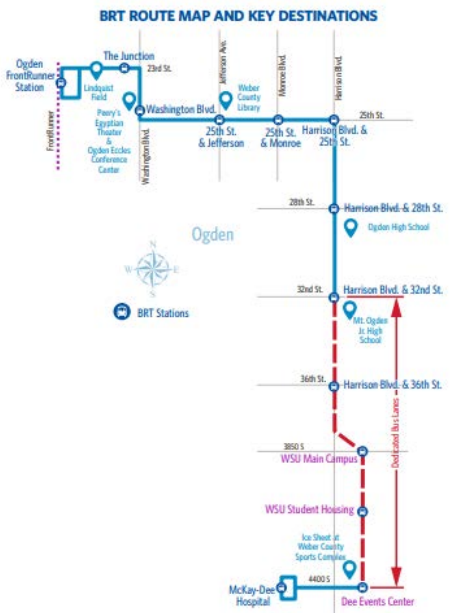 BRT ROUTE MAP AND KEY DESTINATIONS
Ogden
FrontRunner
Station
The Junction
23rd St.
Lindquist
Field
FrontRunner
Peery's
Egyptian
Theater
&
Ogden Eccles
Conference
Center
Washington Blvd.
Washington Blvd.
Jefferson Ave.
Weber
County
Library
Monroe Blvd.
Harrison Blvd.
25th St.
25th St.
& Jefferson
25th St.
& Monroe
Harrison Blvd. &
25th St.
28th St.
Harrison Blvd. & 28th St.
Ogden High School
Ogden
N
W
E
S
BRT Stations
32nd St.
Harrison Blvd. & 32nd St.
Mt. Ogden
Jr. High
School
36th St.
Harrison Blvd. & 36th St.
Dedicated Bus Lanes
3850 S
WSU Main Campus
WSU Student Housing
Ice Sheet at
Weber County
Sports Complex
4400 S
McKay-Dee
Hospital
Dee Events Center